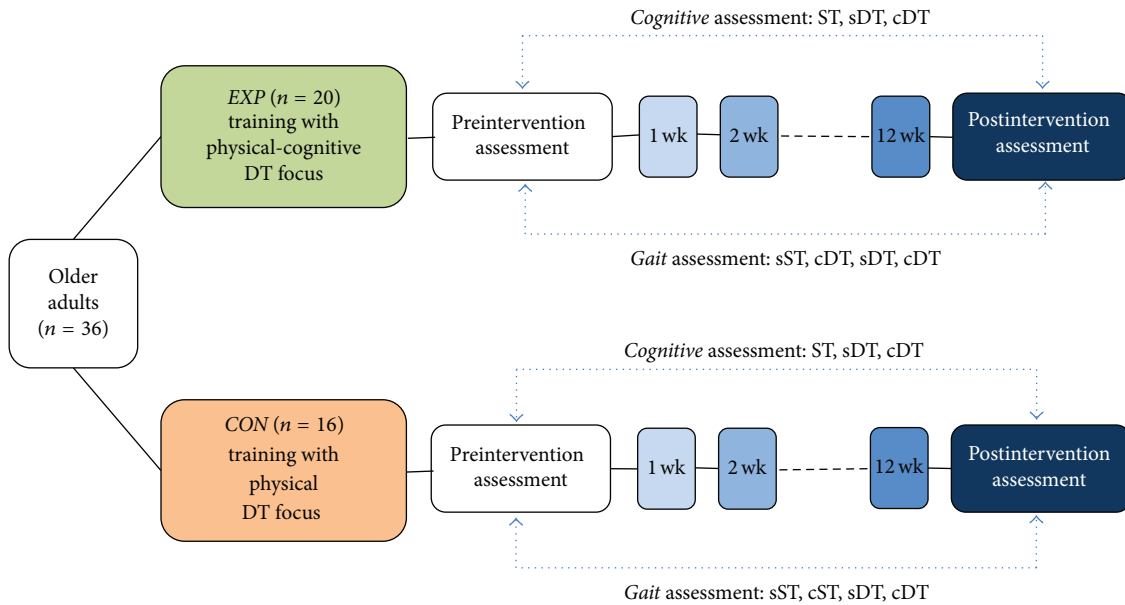 Cognitive assessment: ST, sDT, cDT
EXP (n = 20)
training with
physical-cognitive
DT focus
Preintervention
assessment
1 wk
2 wk
12 wk
Postintervention
assessment
Gait assessment: sST, cDT, sDT, cDT
Older
adults
(n = 36)
Cognitive assessment: ST, sDT, cDT
CON (n = 16)
training with
physical
DT focus
Preintervention
assessment
1 wk
2 wk
12 wk
Postintervention
assessment
Gait assessment: sST, cST, sDT, cDT